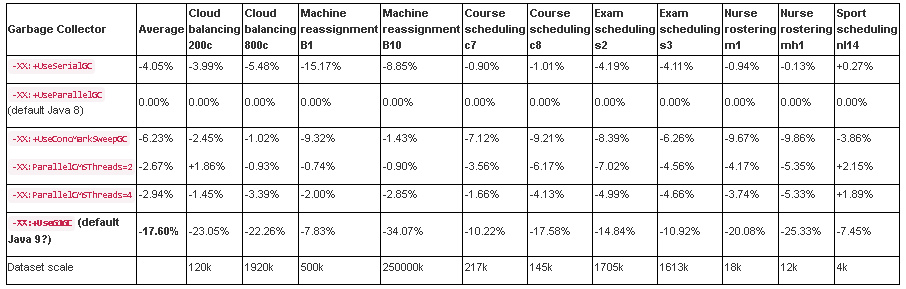 Garbage Collector Average Cloud balancing 200c Cloud balancing 800c Machine reassignment B1 Machine reassignment B10 Course scheduling c7 Course scheduling c8 Exam scheduling s2 Exam scheduling s3 Nurse rostering m1 Nurse rostering mh1 Sport scheduling nl14
-XX:+UseSerialGC -4.05% -3.99% -5.48% -15.17% -8.85% -0.90% -1.01% -4.19% -4.11% -0.94% -0.13% +0.27%
-XX:+UseParallelGC (default Java 8) 0.00% 0.00% 0.00% 0.00% 0.00% 0.00% 0.00% 0.00% 0.00% 0.00% 0.00% 0.00%
-XX:+UseConcMarkSweepGC -6.23% -2.45% -1.02% -9.32% -1.43% -7.12% -9.21% -8.39% -6.26% -9.67% -9.86% -3.86%
-XX:ParallelCMSThreads=2 -2.67% +1.86% -0.93% -0.74% -0.90% -3.56% -6.17% -7.02% -4.56% -4.17% -5.35% +2.15%
-XX:ParallelCMSThreads=4 -2.94% -1.45% -3.39% -2.00% -2.85% -1.66% -4.13% -4.99% -4.66% -3.74% -5.33% +1.89%
-XX:+UseG1GC (default Java 9?) -17.60% -23.05% -22.26% -7.83% -34.07% -10.22% -17.58% -14.84% -10.92% -20.08% -25.33% -7.45%
Dataset scale 120k 1920k 500k 250000k 217k 145k 1705k 1613k 18k 12k 4k